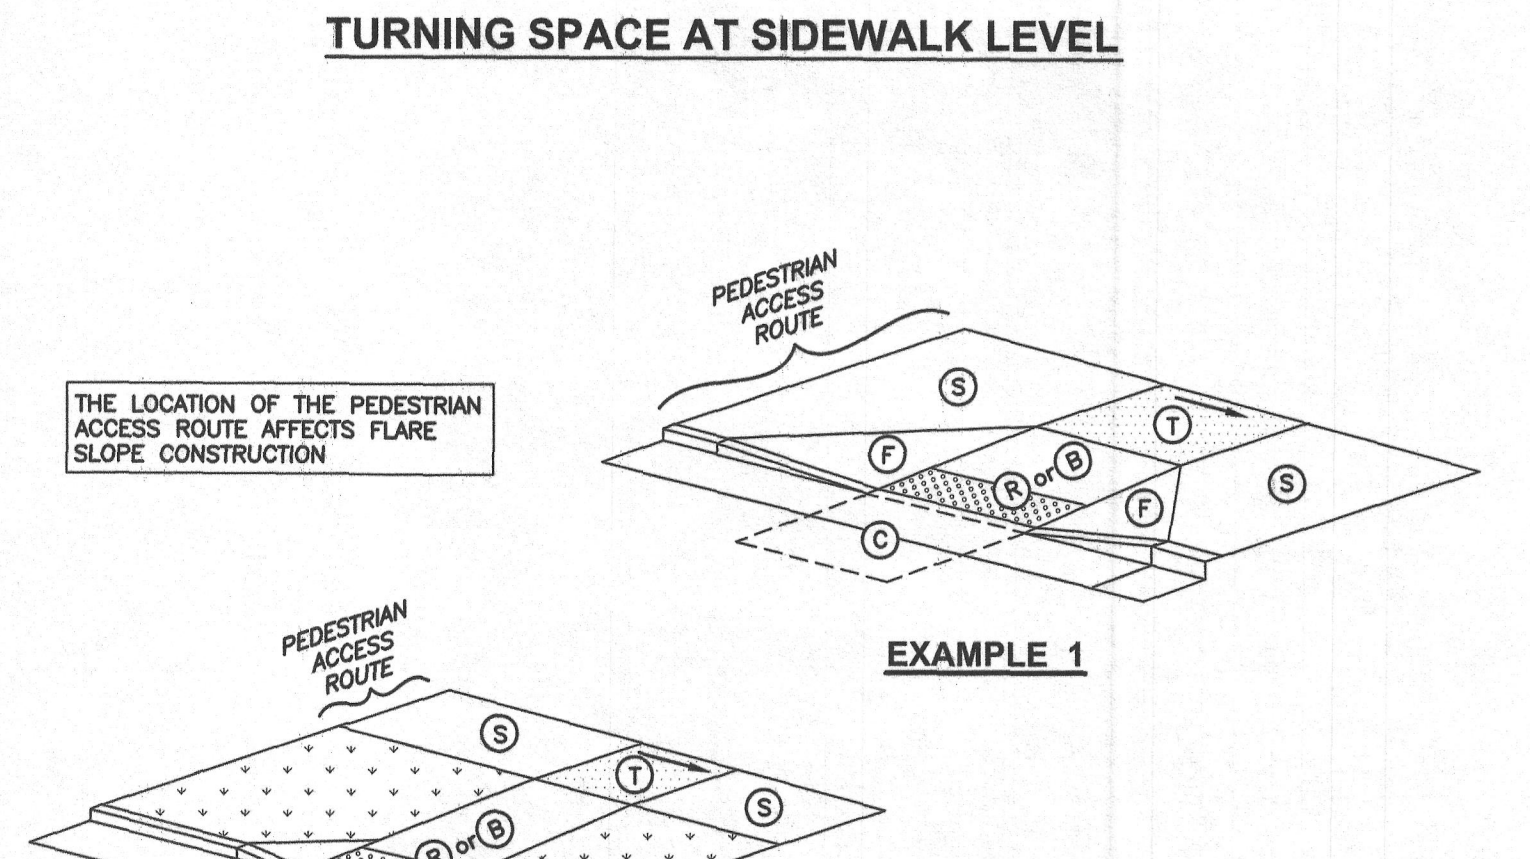 TURNING SPACE AT SIDEWALK LEVEL
PEDESTRIAN
ACCESS
ROUTE
THE LOCATION OF THE PEDESTRIAN
ACCESS ROUTE AFFECTS FLARE
SLOPE CONSTRUCTION
S
T
F
R or B
S
F
C
EXAMPLE 1
PEDESTRIAN
ACCESS
ROUTE
S
T
S
R or B